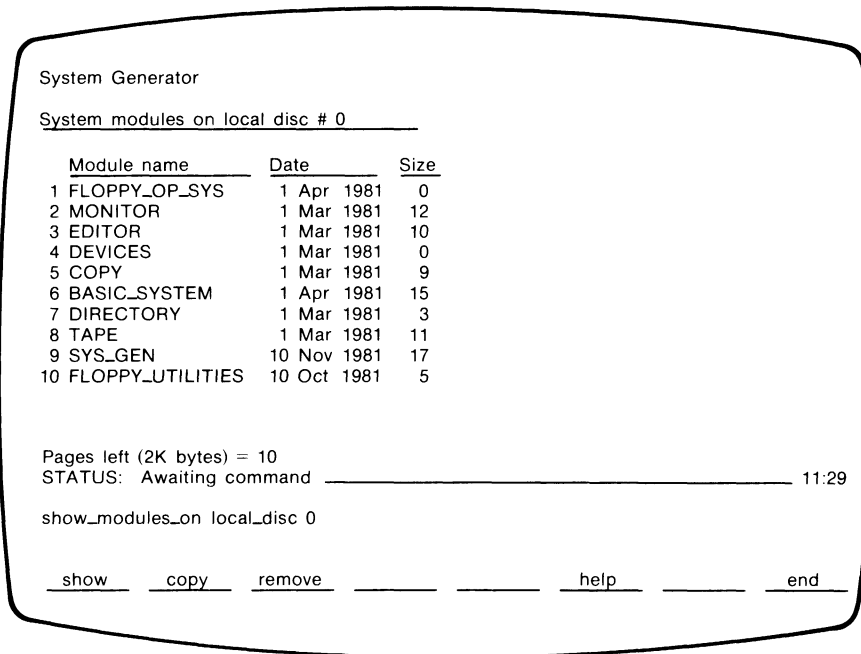 System Generator
System modules on local disc # 0
Module name Date Size
1 FLOPPY_OP_SYS 1 Apr 1981 0
2 MONITOR 1 Mar 1981 12
3 EDITOR 1 Mar 1981 10
4 DEVICES 1 Mar 1981 0
5 COPY 1 Mar 1981 9
6 BASIC_SYSTEM 1 Apr 1981 15
7 DIRECTORY 1 Mar 1981 3
8 TAPE 1 Mar 1981 11
9 SYS_GEN 10 Nov 1981 17
10 FLOPPY_UTILITIES 10 Oct 1981 5
Pages left (2K bytes) = 10
STATUS: Awaiting command 11:29
show_modules_on local_disc 0
show copy remove help end